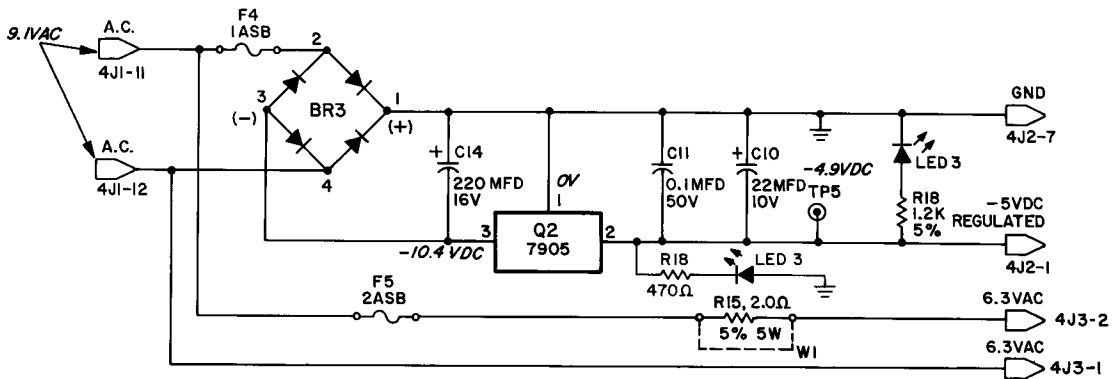 F4
1ASB
9.1VAC
A.C.
4J1-11
2
3
(-)
BR3
1
(+)
4
A.C.
4J1-12
+
C14
220 MFD
16V
0V
1
3
Q2
7905
2
-10.4 VDC
C11
0.1MFD
50V
+
C10
22MFD
10V
-4.9VDC
TP5
LED 3
R18
1.2K
5%
GND
4J2-7
-5VDC
REGULATED
4J2-1
R18
470Ω
LED 3
F5
2ASB
R15, 2.0Ω
5% 5W
W1
6.3VAC
4J3-2
6.3VAC
4J3-1